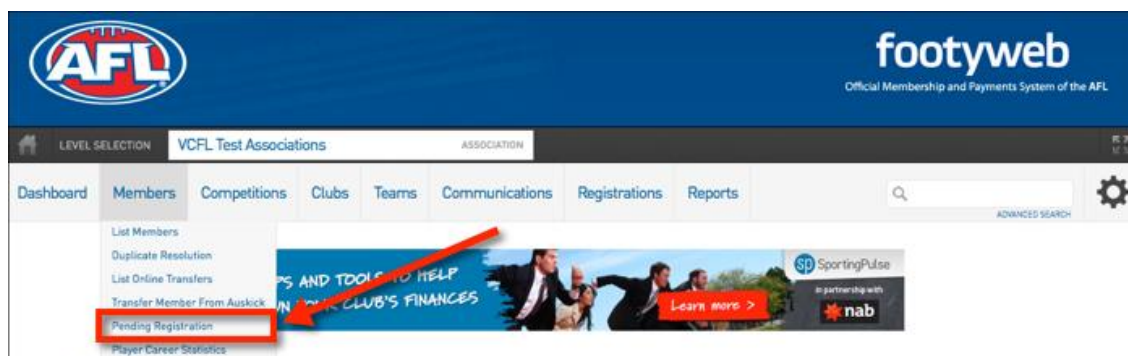 AFL
footyweb
Official Membership and Payments System of the AFL
LEVEL SELECTION VCFL Test Associations ASSOCIATION
Dashboard Members Competitions Clubs Teams Communications Registrations Reports
ADVANCED SEARCH
List Members
Duplicate Resolution
List Online Transfers
Transfer Member From Auskick
Pending Registration
Player Career Statistics
AND TOOLS TO HELP
CLUB'S FINANCES
Learn more >
SP SportingPulse
in partnership with
nab